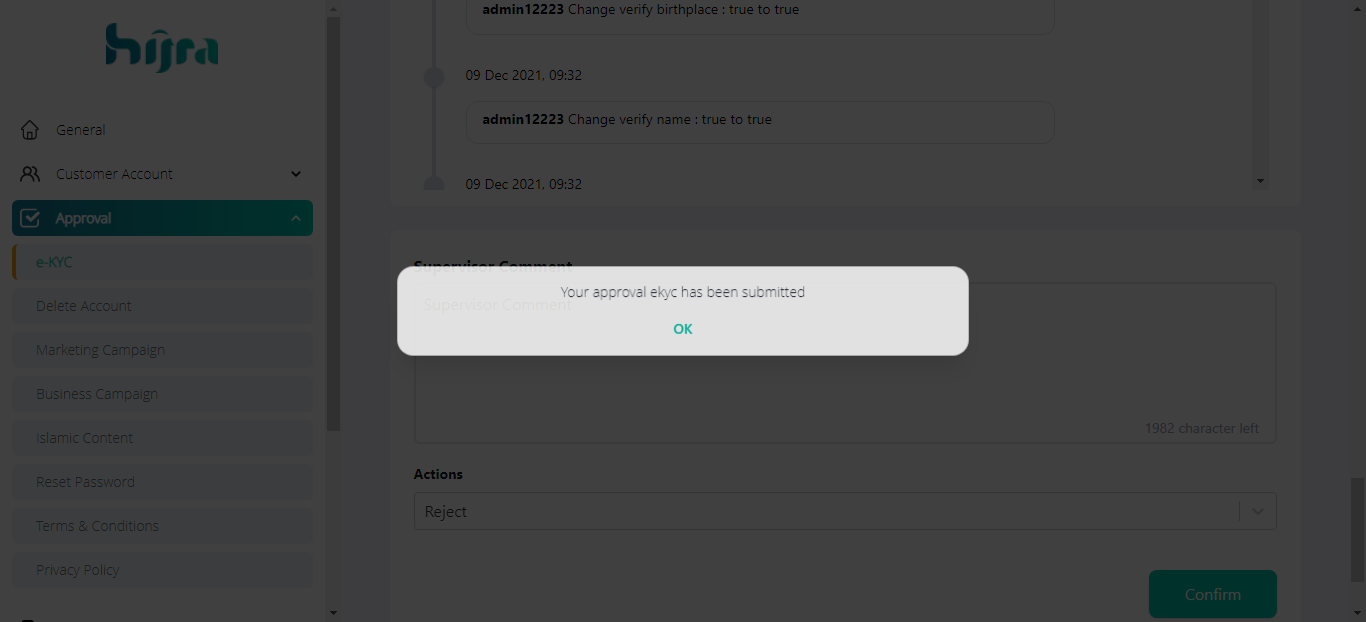 hijra
General
Customer Account
Approval
e-KYC
Delete Account
Marketing Campaign
Business Campaign
Islamic Content
Reset Password
Terms & Conditions
Privacy Policy
admin12223 Change verify birthplace : true to true
09 Dec 2021, 09:32
admin12223 Change verify name : true to true
09 Dec 2021, 09:32
Supervisor Comment
Supervisor Comment
Your approval ekyc has been submitted
OK
1982 character left
Actions
Reject
Confirm